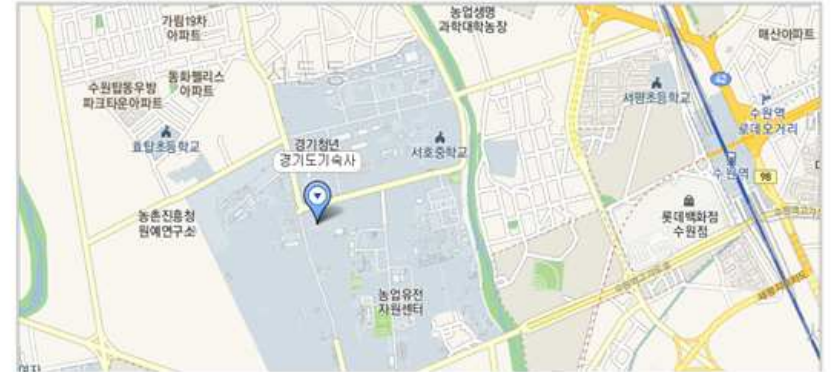 농업생명
과학대학농장
가림19차
아파트
매산아파트
서둔동
동화펠리스
아파트
수원탑동우방
파크타운아파트
42
서평초등학교
수원역
로데오거리
효탑초등학교
경기청년
경기도기숙사
서호중학교
수원역
98
롯데백화점
수원점
농촌진흥청
원예연구소
농업유전
자원센터